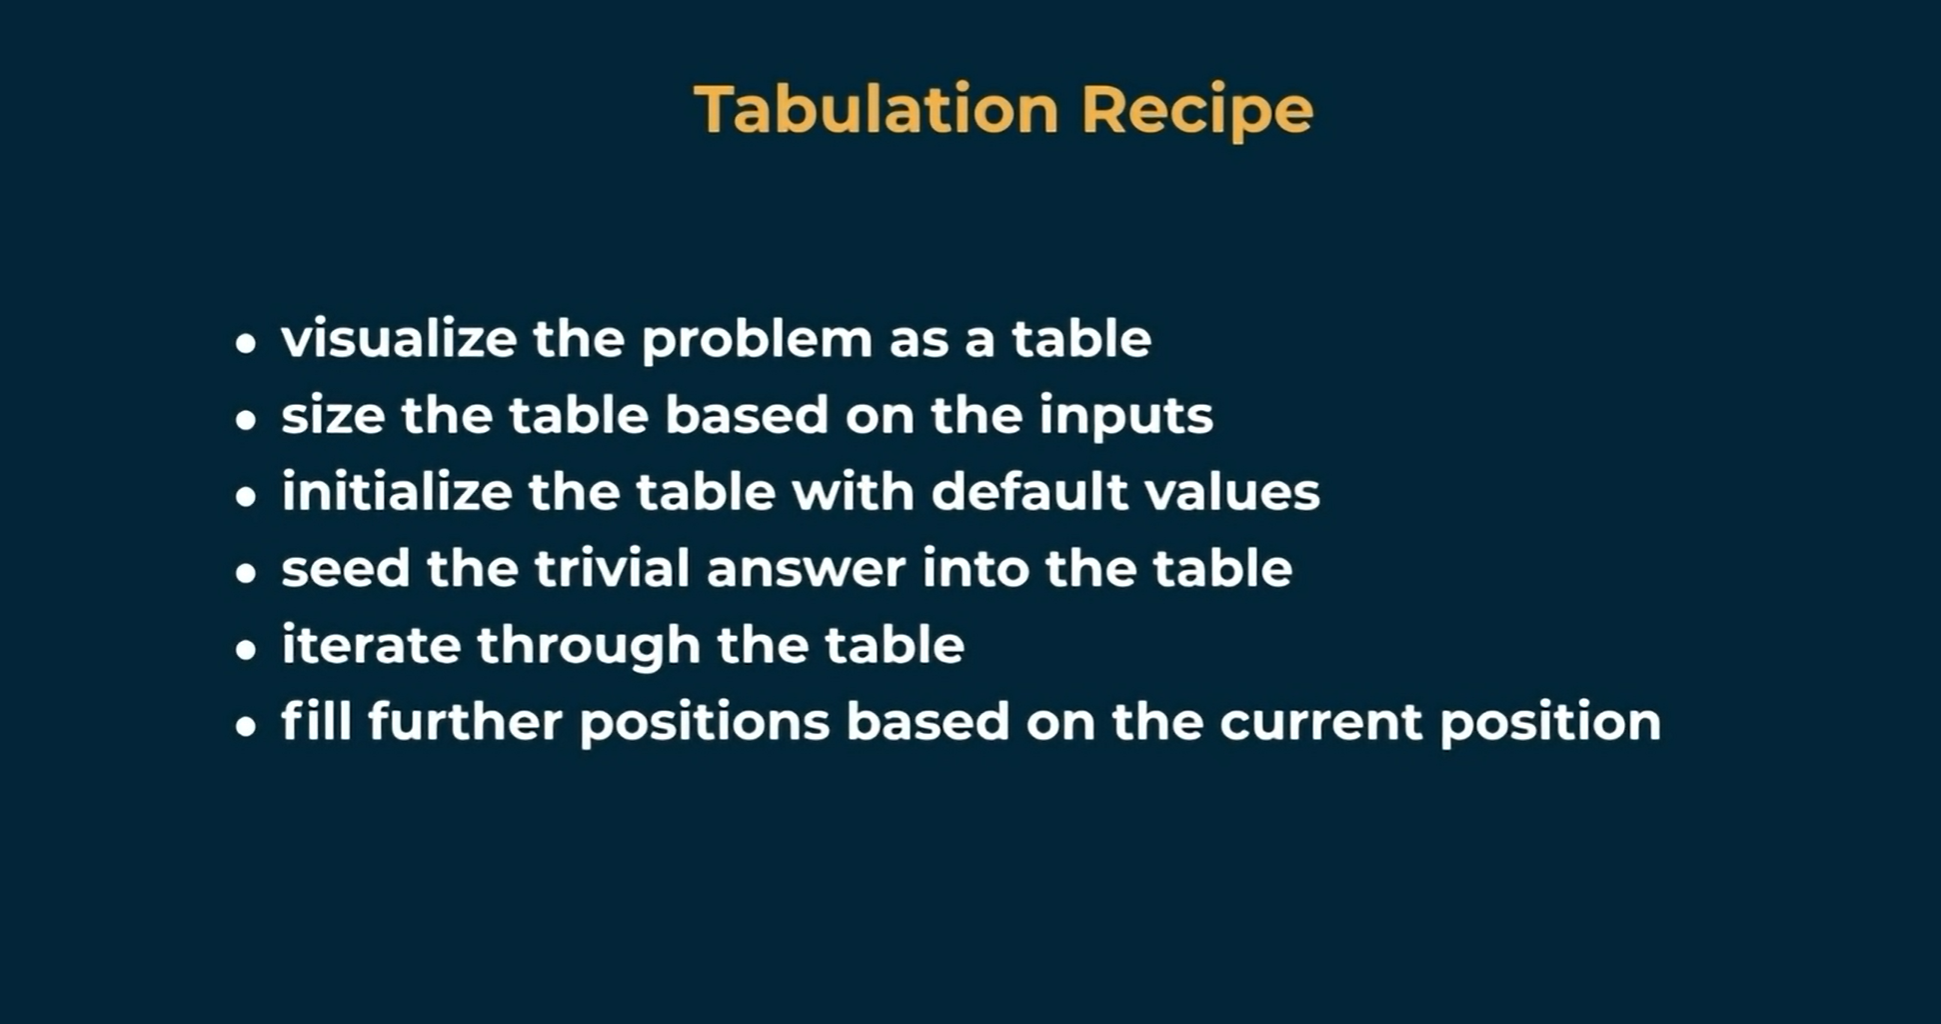 Tabulation Recipe
• visualize the problem as a table
• size the table based on the inputs
• initialize the table with default values
• seed the trivial answer into the table
• iterate through the table
• fill further positions based on the current position